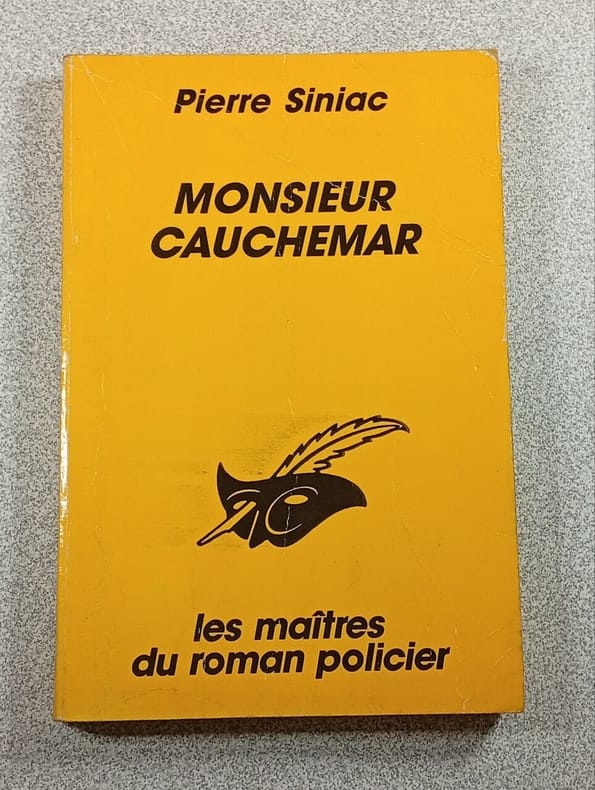 Pierre Siniac
MONSIEUR
CAUCHEMAR
les maîtres
du roman policier